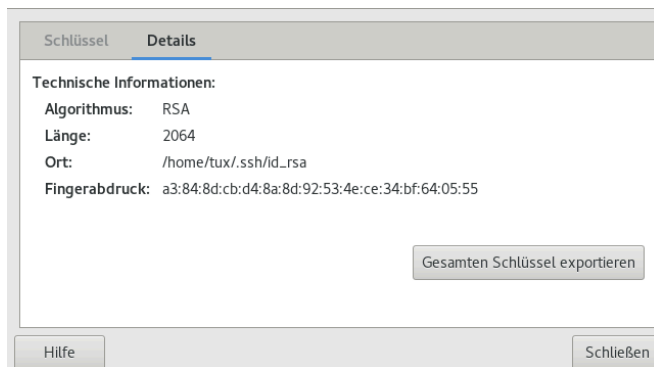 Schlüssel Details
Technische Informationen:
Algorithmus: RSA
Länge: 2064
Ort: /home/tux/.ssh/id_rsa
Fingerabdruck: a3:84:8d:cb:d4:8a:8d:92:53:4e:ce:34:bf:64:05:55
Gesamten Schlüssel exportieren
Hilfe Schließen